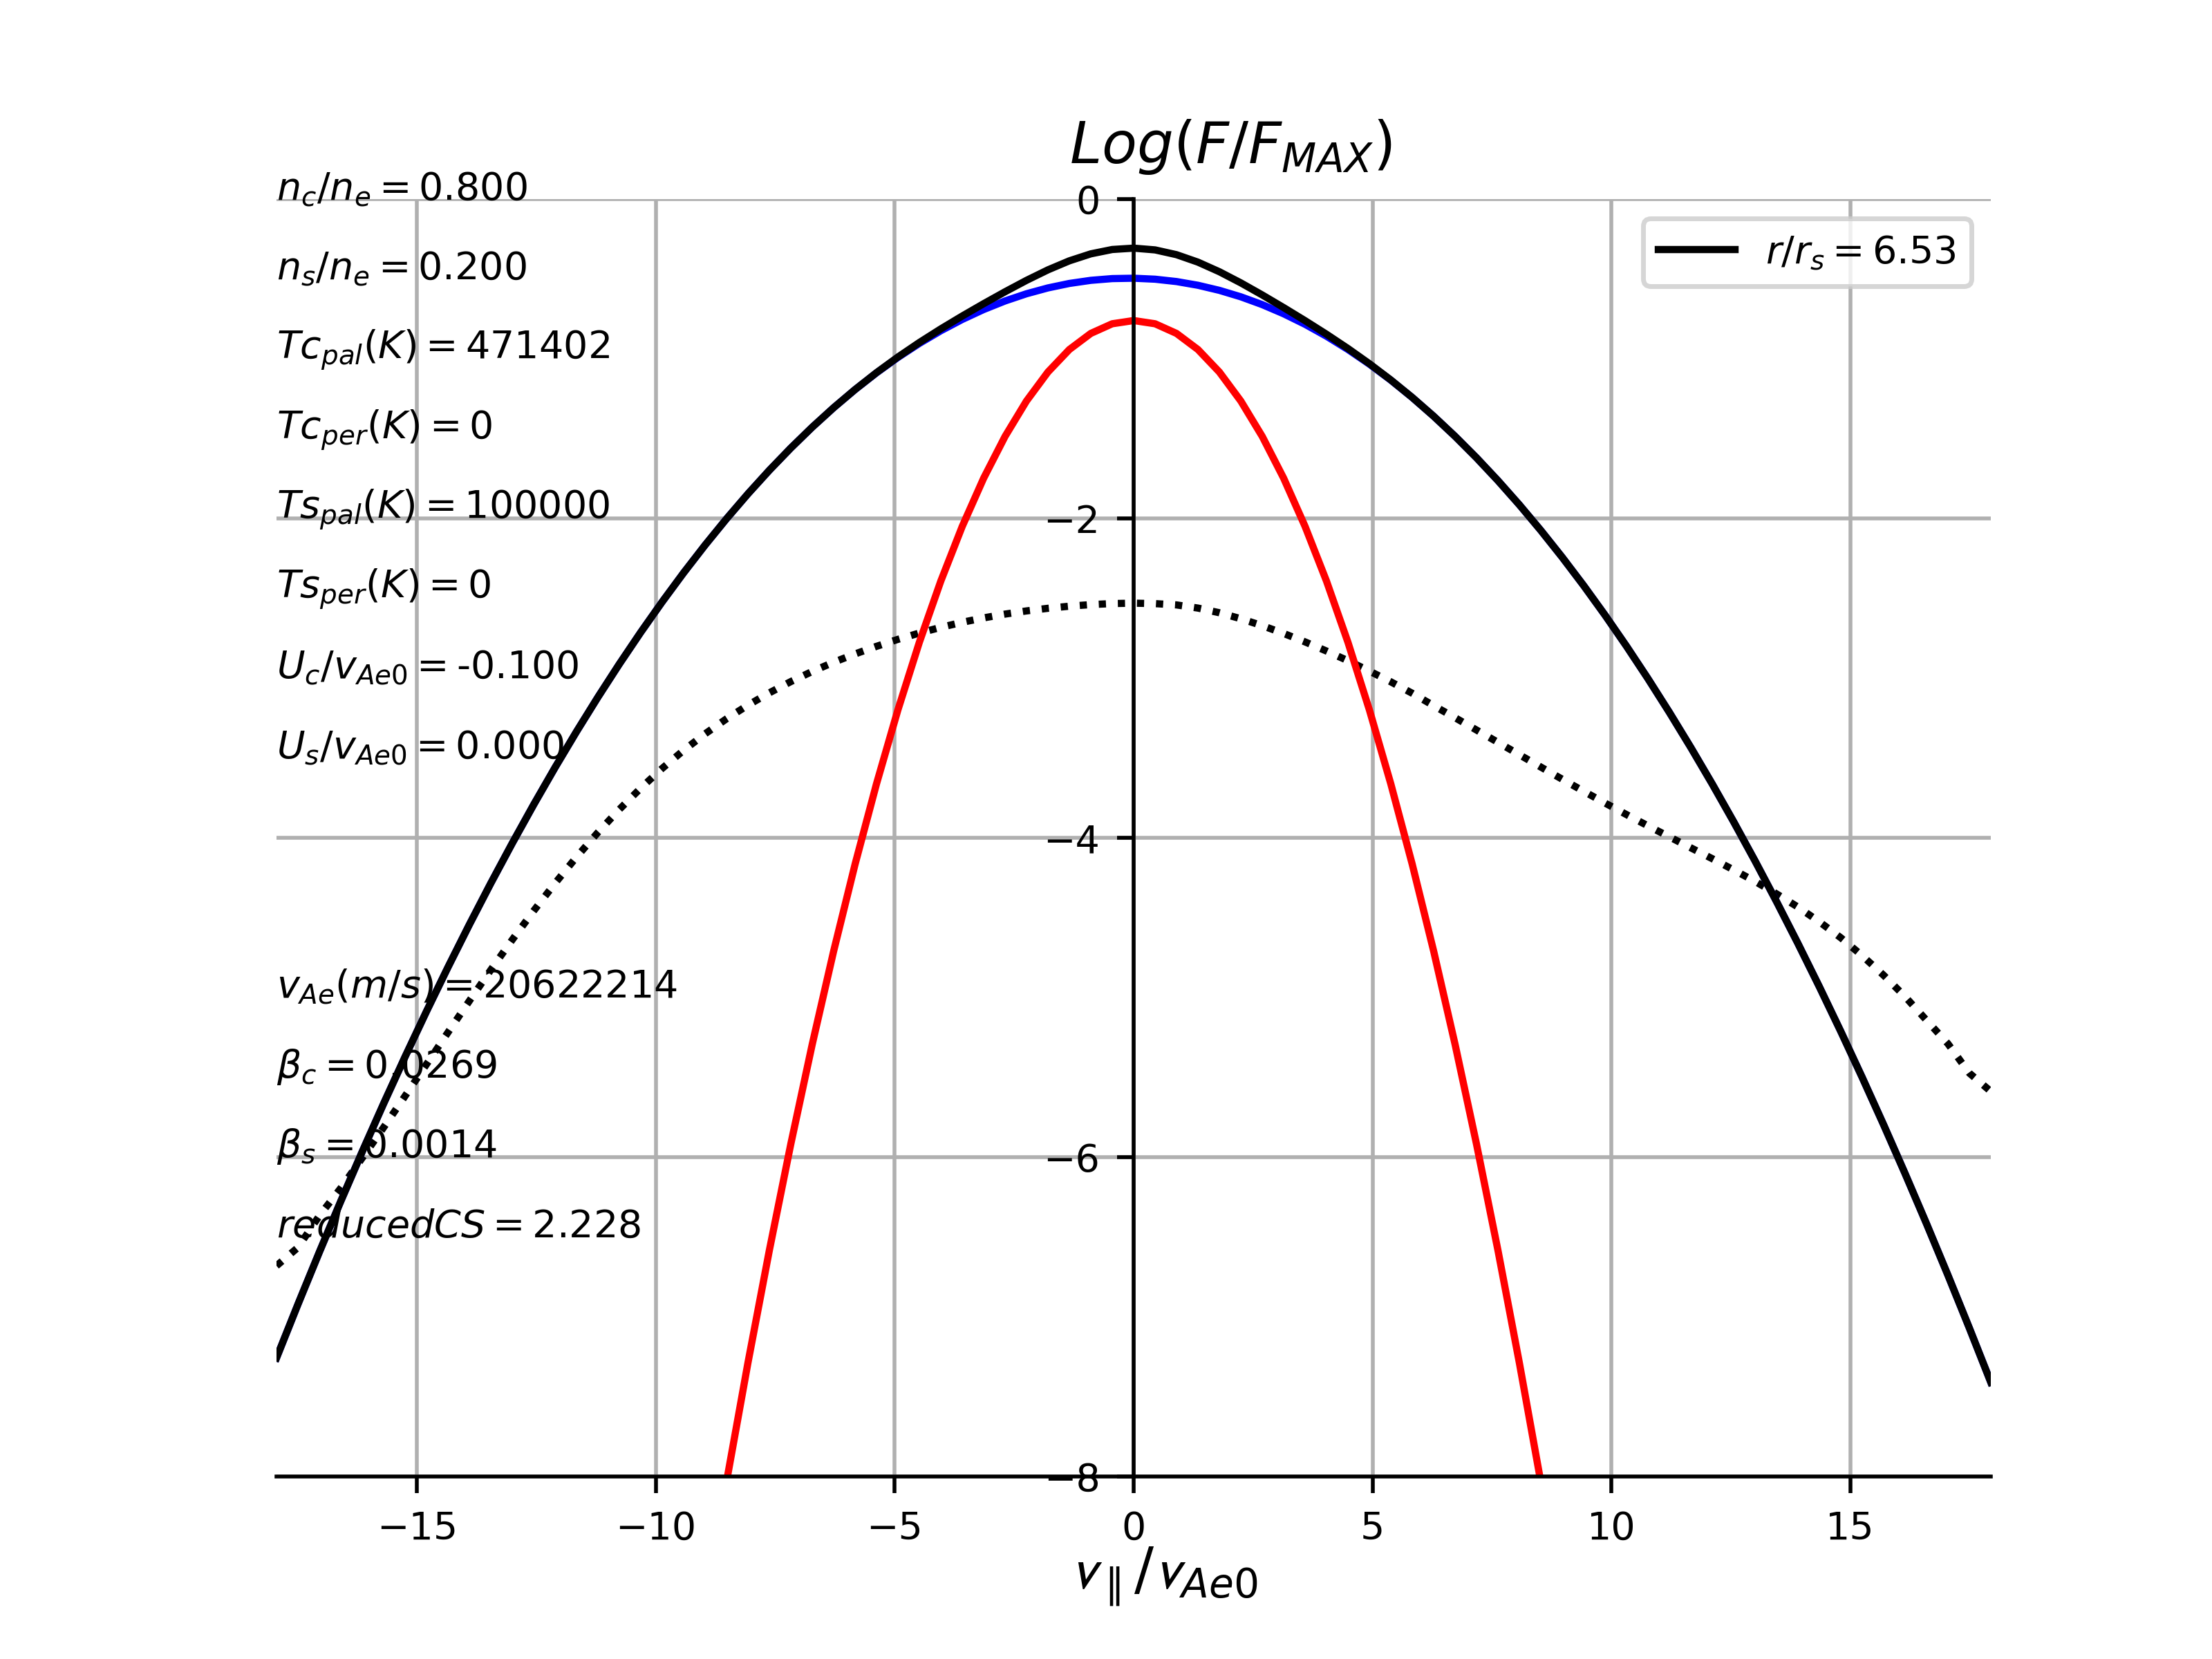 Log(F/F_MAX)
n_c/n_e = 0.800
n_s/n_e = 0.200
Tc_pal(K) = 471402
Tc_per(K) = 0
Ts_pal(K) = 100000
Ts_per(K) = 0
U_c/v_Ae0 = -0.100
U_s/v_Ae0 = 0.000
v_Ae(m/s) = 20622214
β_c = 0.0269
β_s = 0.0014
reducedCS = 2.228
r/r_s = 6.53
0
−2
−4
−6
−8
−15 −10 −5 0 5 10 15
v_∥/v_Ae0